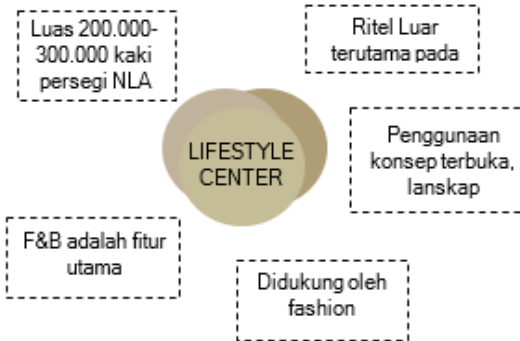 Luas 200.000-
300.000 kaki
persegi NLA
Ritel Luar
terutama pada
LIFESTYLE
CENTER
Penggunaan
konsep terbuka,
lanskap
F&B adalah fitur
utama
Didukung oleh
fashion